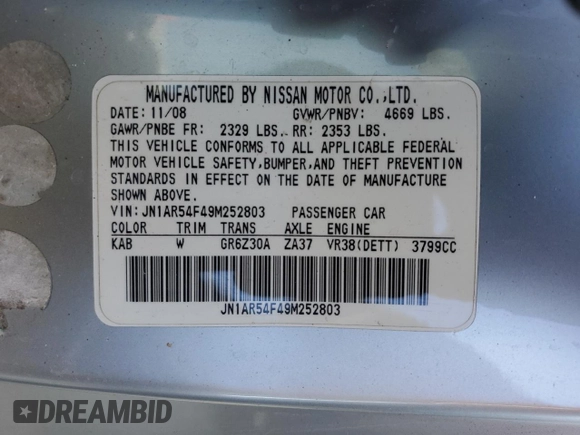 MANUFACTURED BY NISSAN MOTOR CO.,LTD.
DATE: 11/08 GVWR/PNBV: 4669 LBS.
GAWR/PNBE FR: 2329 LBS. RR: 2353 LBS.
THIS VEHICLE CONFORMS TO ALL APPLICABLE FEDERAL
MOTOR VEHICLE SAFETY,BUMPER,AND THEFT PREVENTION
STANDARDS IN EFFECT ON THE DATE OF MANUFACTURE
SHOWN ABOVE.
VIN:JN1AR54F49M252803 PASSENGER CAR
COLOR TRIM TRANS AXLE ENGINE
KAB W GR6Z30A ZA37 VR38(DETT) 3799CC
JN1AR54F49M252803
DREAMBID